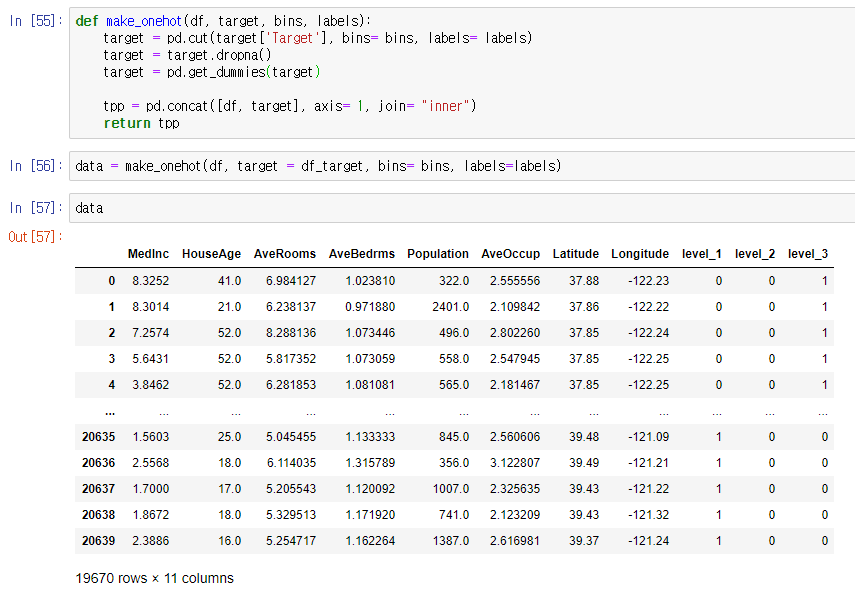 In [55]: def make_onehot(df, target, bins, labels):
target = pd.cut(target['Target'], bins= bins, labels= labels)
target = target.dropna()
target = pd.get_dummies(target)
tpp = pd.concat([df, target], axis= 1, join= "inner")
return tpp
In [56]: data = make_onehot(df, target = df_target, bins= bins, labels=labels)
In [57]: data
Out[57]:
MedInc HouseAge AveRooms AveBedrms Population AveOccup Latitude Longitude level_1 level_2 level_3
0 8.3252 41.0 6.984127 1.023810 322.0 2.555556 37.88 -122.23 0 0 1
1 8.3014 21.0 6.238137 0.971880 2401.0 2.109842 37.86 -122.22 0 0 1
2 7.2574 52.0 8.288136 1.073446 496.0 2.802260 37.85 -122.24 0 0 1
3 5.6431 52.0 5.817352 1.073059 558.0 2.547945 37.85 -122.25 0 0 1
4 3.8462 52.0 6.281853 1.081081 565.0 2.181467 37.85 -122.25 0 0 1
... ... ... ... ... ... ... ... ... ... ... ...
20635 1.5603 25.0 5.045455 1.133333 845.0 2.560606 39.48 -121.09 1 0 0
20636 2.5568 18.0 6.114035 1.315789 356.0 3.122807 39.49 -121.21 1 0 0
20637 1.7000 17.0 5.205543 1.120092 1007.0 2.325635 39.43 -121.22 1 0 0
20638 1.8672 18.0 5.329513 1.171920 741.0 2.123209 39.43 -121.32 1 0 0
20639 2.3886 16.0 5.254717 1.162264 1387.0 2.616981 39.37 -121.24 1 0 0
19670 rows × 11 columns